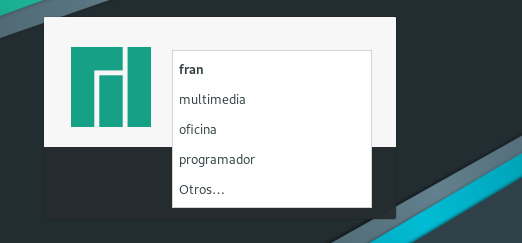 fran
multimedia
oficina
programador
Otros...